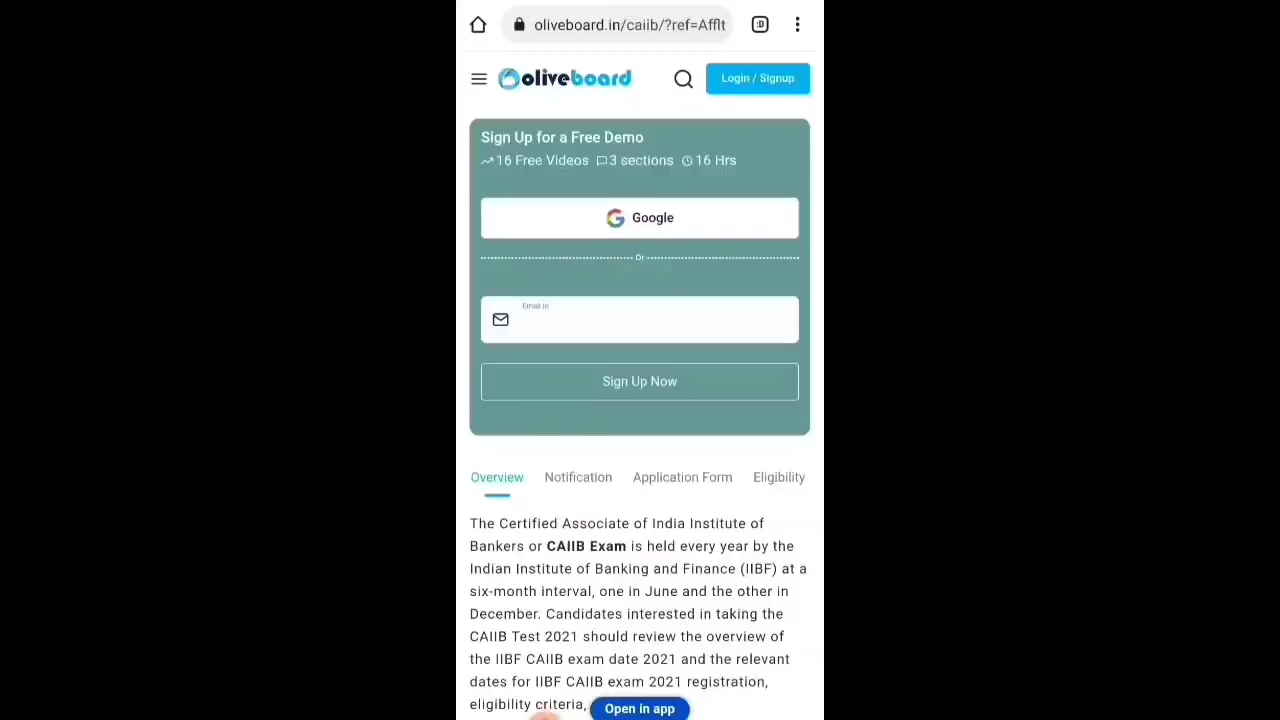 oliveboard.in/caiib/?ref=Afflt
:D
oliveboard
Login / Signup
Sign Up for a Free Demo
16 Free Videos 3 sections 16 Hrs
Google
Or
Email id
Sign Up Now
Overview Notification Application Form Eligibility
The Certified Associate of India Institute of
Bankers or CAIIB Exam is held every year by the
Indian Institute of Banking and Finance (IIBF) at a
six-month interval, one in June and the other in
December. Candidates interested in taking the
CAIIB Test 2021 should review the overview of
the IIBF CAIIB exam date 2021 and the relevant
dates for IIBF CAIIB exam 2021 registration,
eligibility criteria,
Open in app